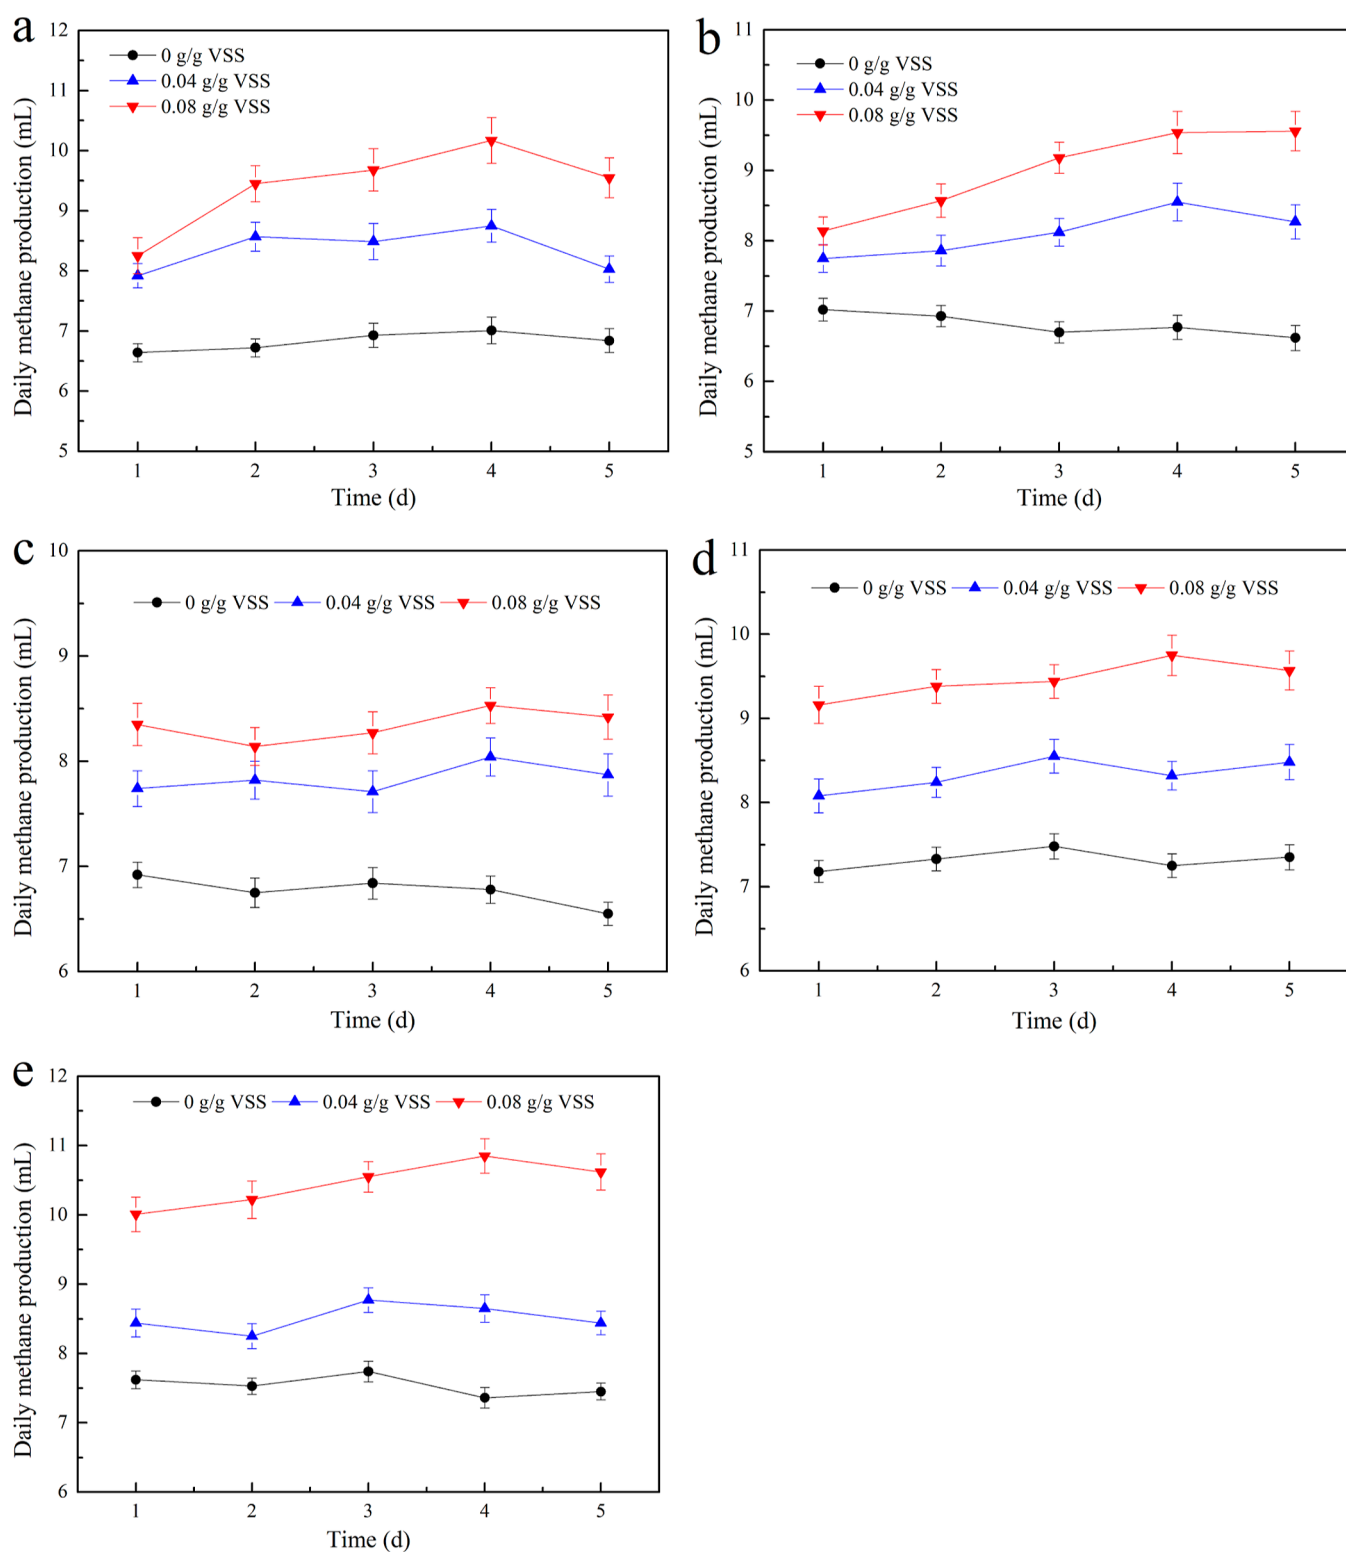 a
12
11
10
9
8
7
6
5
Daily methane production (mL)
0 g/g VSS
0.04 g/g VSS
0.08 g/g VSS
1 2 3 4 5
Time (d)
b
11
10
9
8
7
6
5
Daily methane production (mL)
0 g/g VSS
0.04 g/g VSS
0.08 g/g VSS
1 2 3 4 5
Time (d)
c
10
9
8
7
6
Daily methane production (mL)
0 g/g VSS 0.04 g/g VSS 0.08 g/g VSS
1 2 3 4 5
Time (d)
d
11
10
9
8
7
6
Daily methane production (mL)
0 g/g VSS 0.04 g/g VSS 0.08 g/g VSS
1 2 3 4 5
Time (d)
e
12
11
10
9
8
7
6
Daily methane production (mL)
0 g/g VSS 0.04 g/g VSS 0.08 g/g VSS
1 2 3 4 5
Time (d)